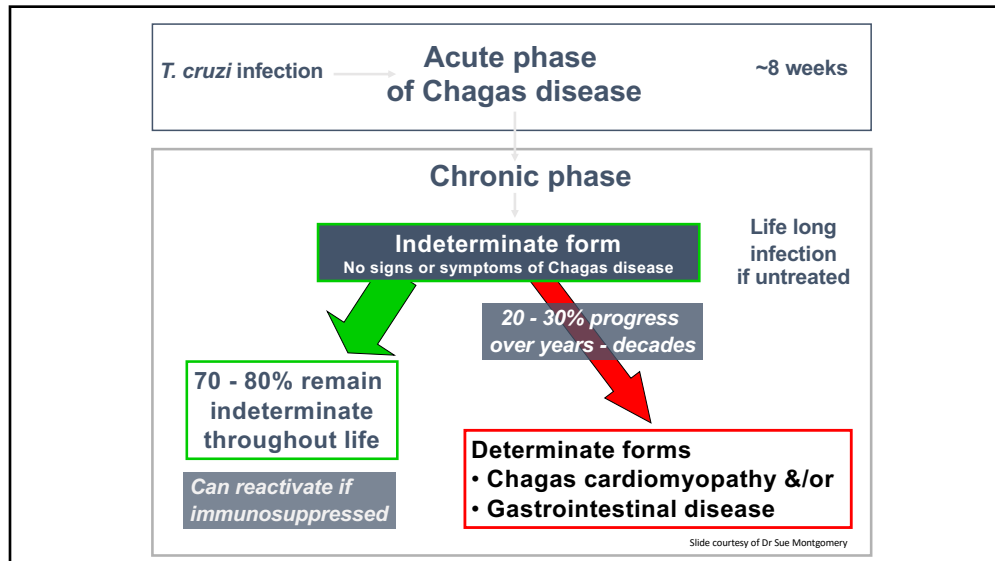 T. cruzi infection
Acute phase
of Chagas disease
~8 weeks
Chronic phase
Indeterminate form
No signs or symptoms of Chagas disease
Life long
infection
if untreated
20 - 30% progress
over years - decades
70 - 80% remain
indeterminate
throughout life
Can reactivate if
immunosuppressed
Determinate forms
• Chagas cardiomyopathy &/or
• Gastrointestinal disease
Slide courtesy of Dr Sue Montgomery